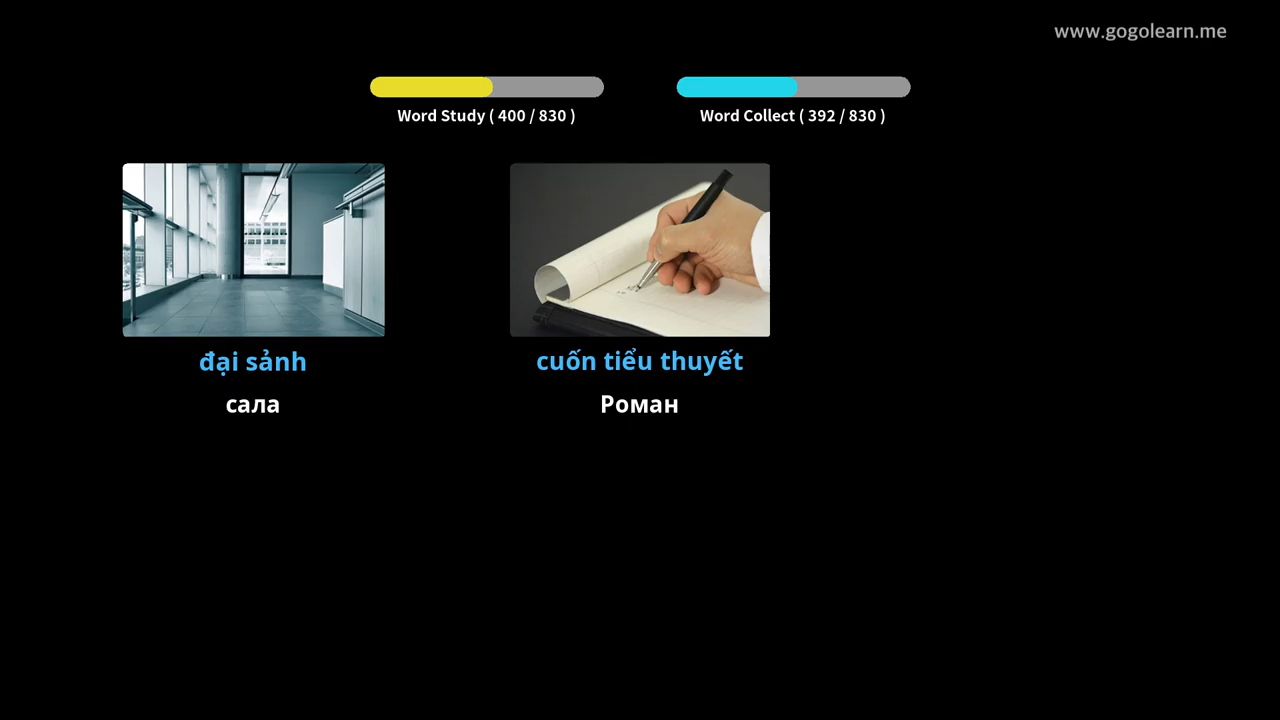 www.gogolearn.me
Word Study ( 400 / 830 )
Word Collect ( 392 / 830 )
đại sảnh
сала
cuốn tiểu thuyết
Роман